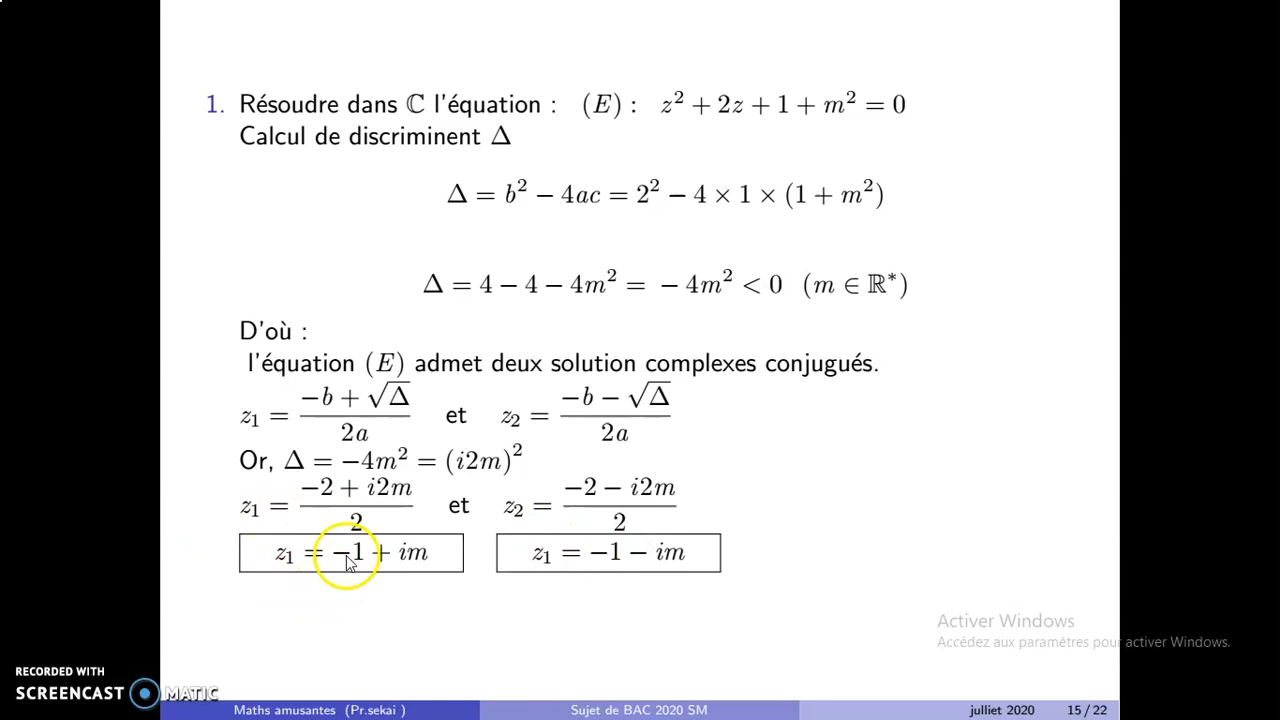 1. Résoudre dans ℂ l'équation : (E) : z² + 2z + 1 + m² = 0
Calcul de discriminent Δ
Δ = b² − 4ac = 2² − 4 × 1 × (1 + m²)
Δ = 4 − 4 − 4m² = − 4m² < 0 (m ∈ ℝ*)
D'où :
l'équation (E) admet deux solution complexes conjugués.
z₁ = (−b + √Δ)/2a et z₂ = (−b − √Δ)/2a
Or, Δ = −4m² = (i2m)²
z₁ = (−2 + i2m)/2 et z₂ = (−2 − i2m)/2
z₁ = −1 + im z₁ = −1 − im
Activer Windows
Accédez aux paramètres pour activer Windows.
RECORDED WITH
SCREENCAST MATIC
Maths amusantes (Pr.sekai ) Sujet de BAC 2020 SM julliet 2020 15 / 22